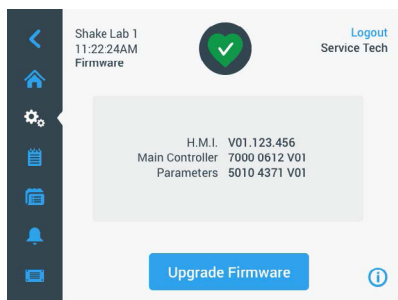 Shake Lab 1
11:22:24AM
Firmware
Logout
Service Tech
H.M.I. V01.123.456
Main Controller 7000 0612 V01
Parameters 5010 4371 V01
Upgrade Firmware